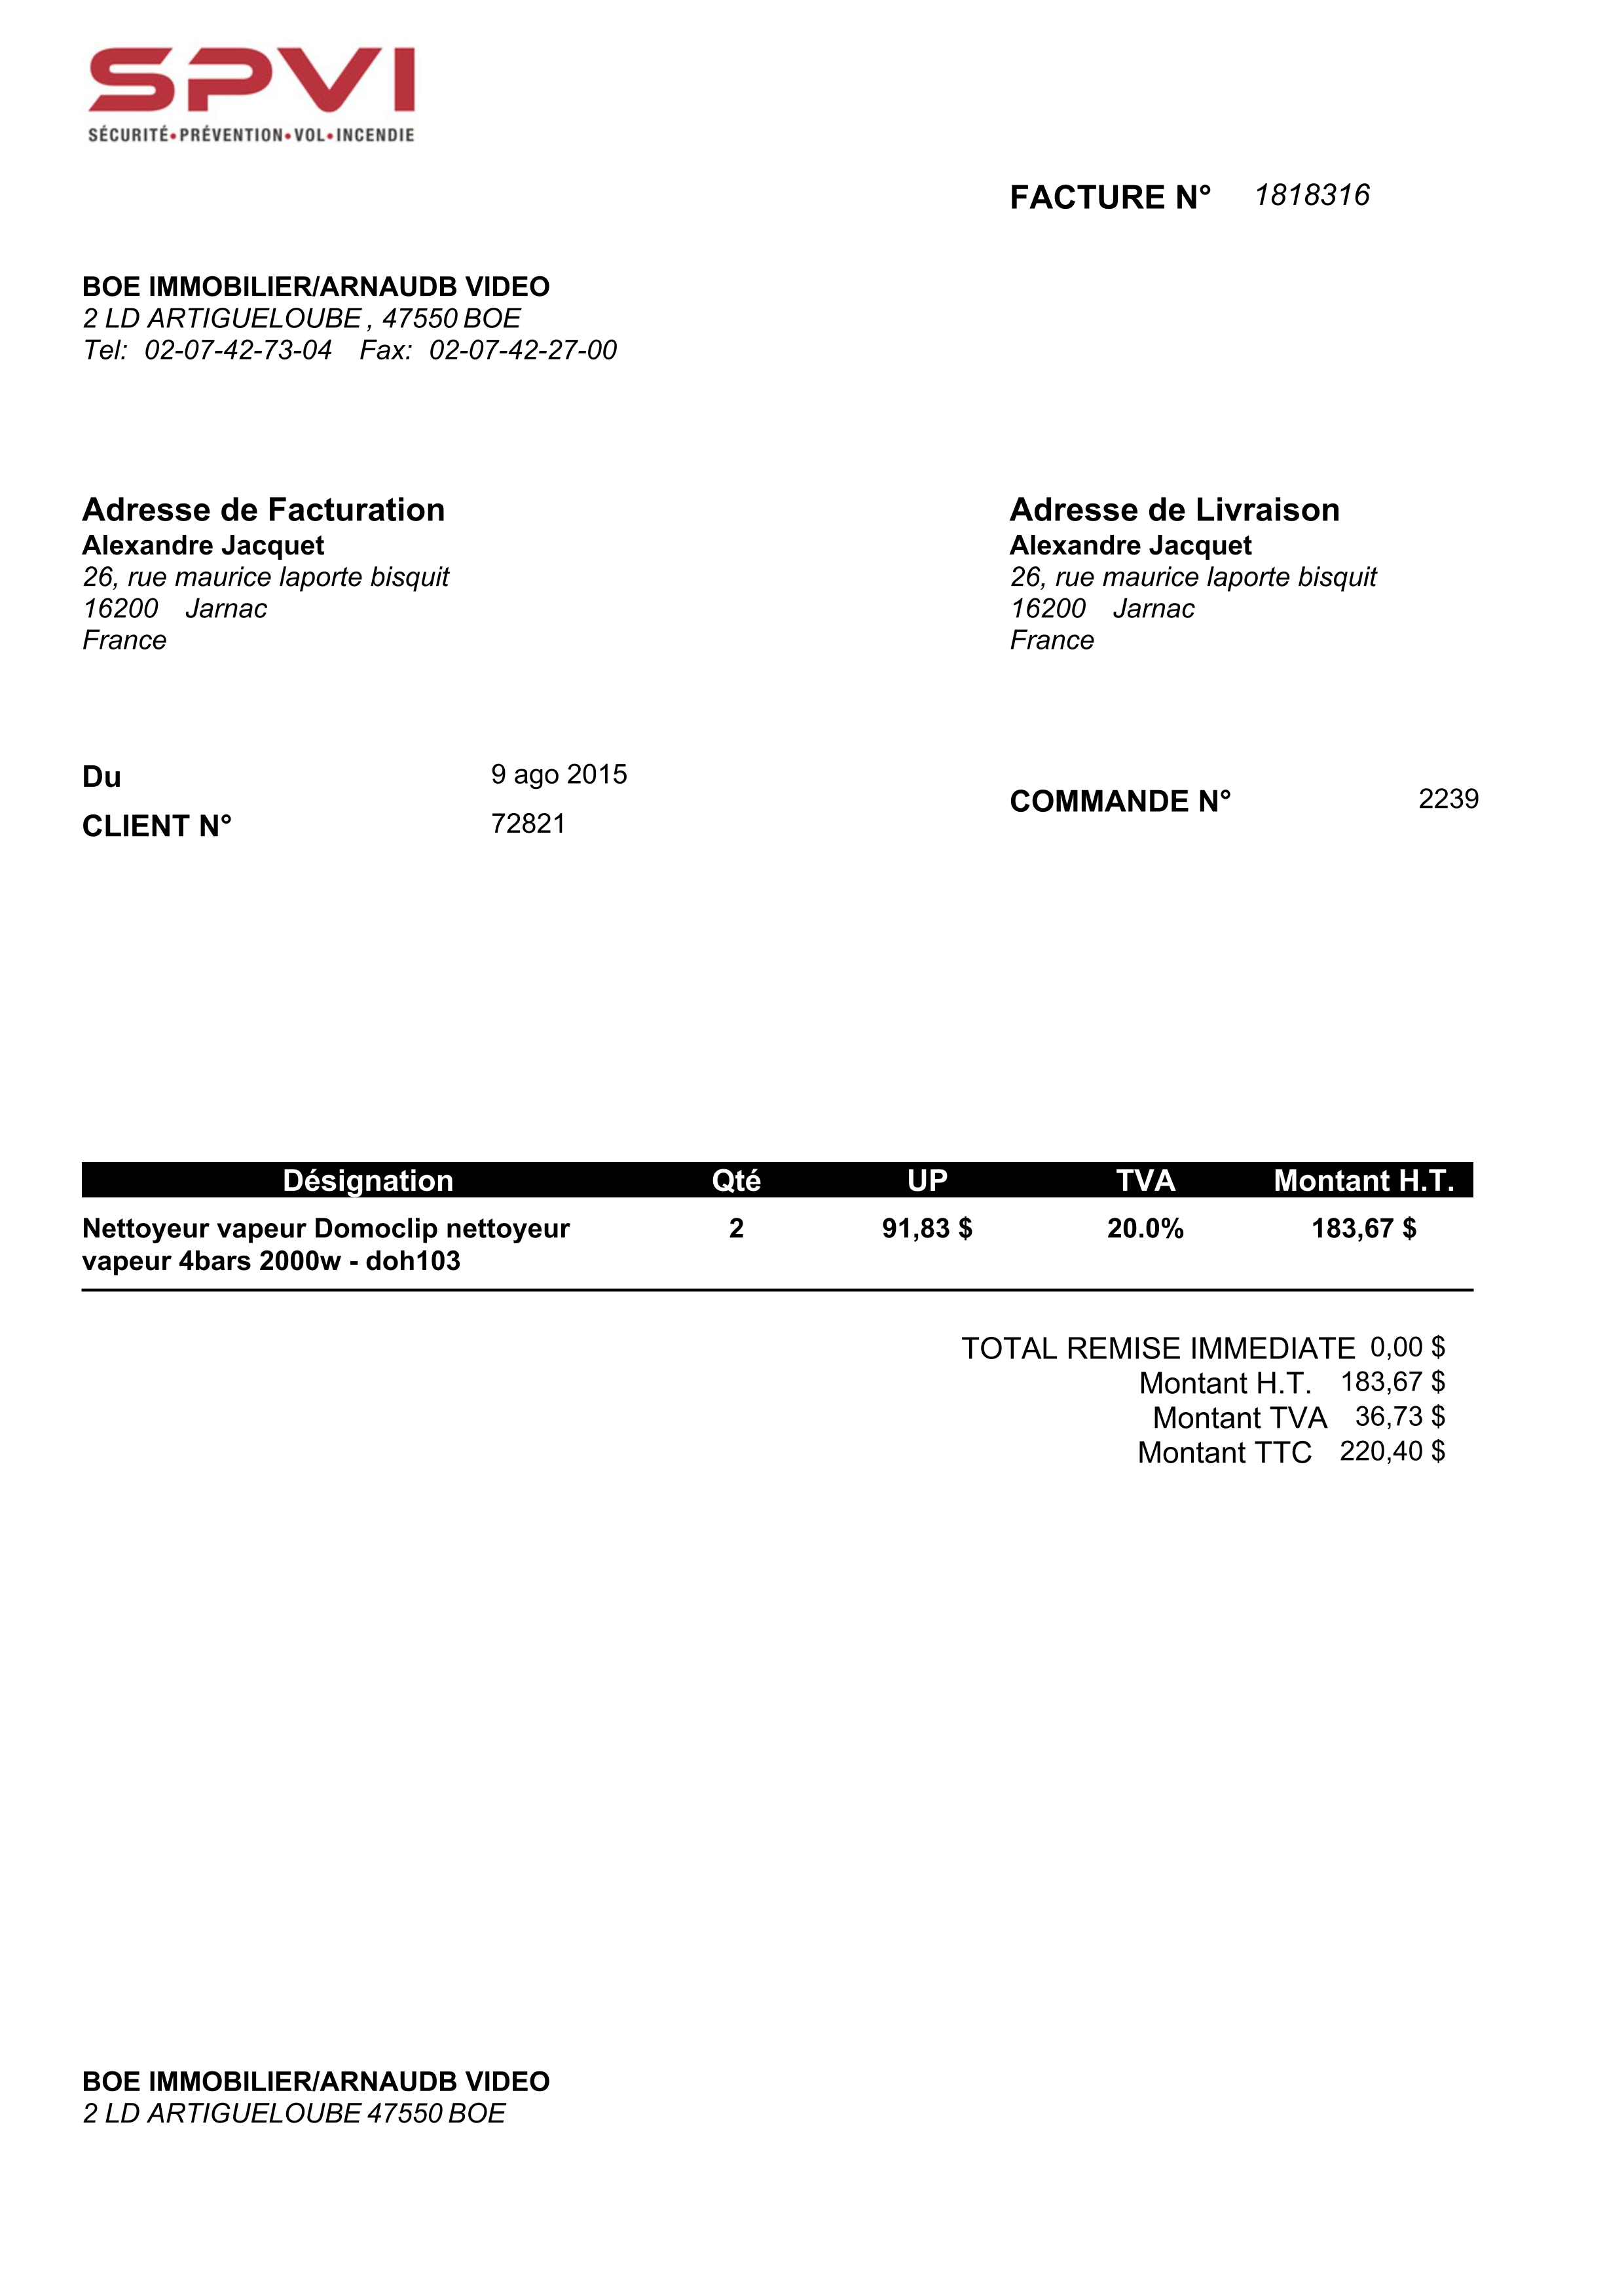 SPVI
SÉCURITÉ•PRÉVENTION•VOL•INCENDIE
FACTURE N° 1818316
BOE IMMOBILIER/ARNAUDB VIDEO
2 LD ARTIGUELOUBE , 47550 BOE
Tel: 02-07-42-73-04 Fax: 02-07-42-27-00
Adresse de Facturation
Alexandre Jacquet
26, rue maurice laporte bisquit
16200 Jarnac
France
Adresse de Livraison
Alexandre Jacquet
26, rue maurice laporte bisquit
16200 Jarnac
France
Du 9 ago 2015
CLIENT N° 72821
COMMANDE N° 2239
Désignation Qté UP TVA Montant H.T.
Nettoyeur vapeur Domoclip nettoyeur 2 91,83 $ 20.0% 183,67 $
vapeur 4bars 2000w - doh103
TOTAL REMISE IMMEDIATE 0,00 $
Montant H.T. 183,67 $
Montant TVA 36,73 $
Montant TTC 220,40 $
BOE IMMOBILIER/ARNAUDB VIDEO
2 LD ARTIGUELOUBE 47550 BOE